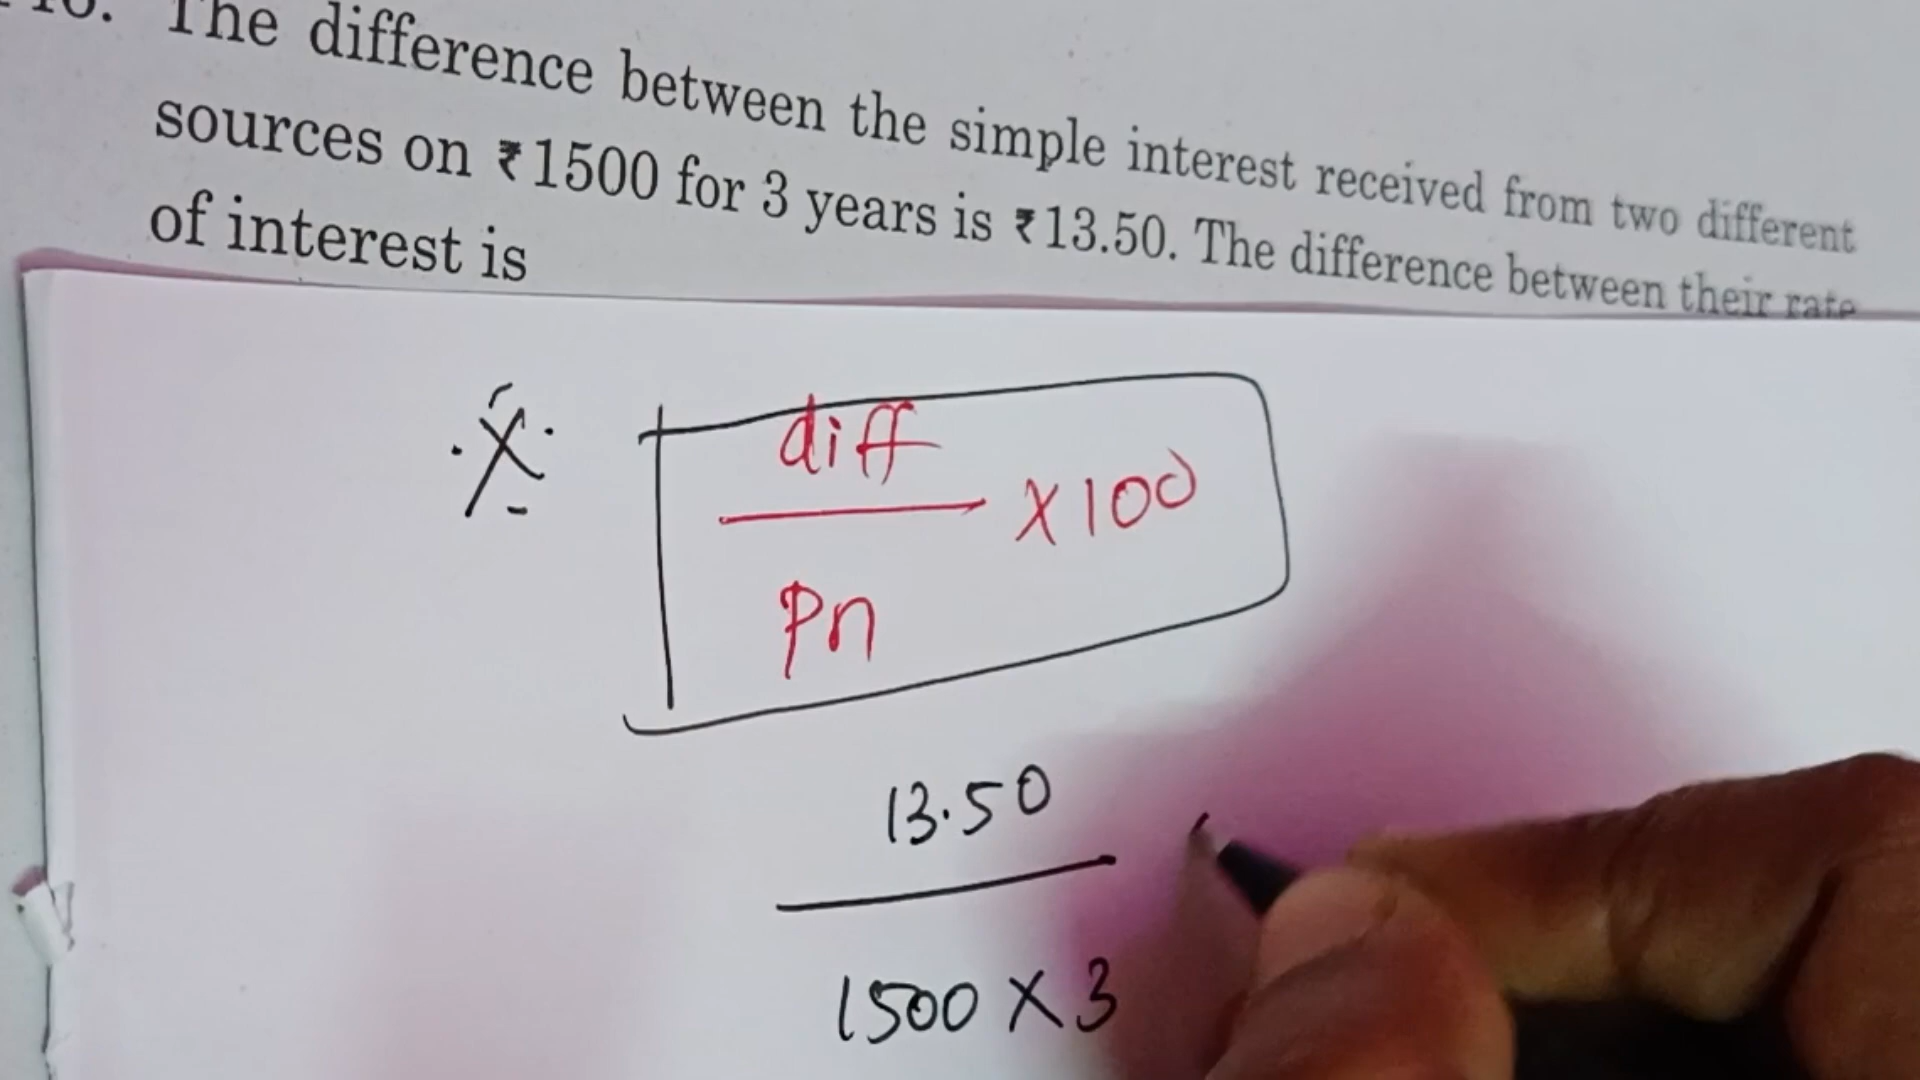 The difference between the simple interest received from two different
sources on ₹1500 for 3 years is ₹13.50. The difference between their rate
of interest is
diff
X100
Pn
13.50
1500 X 3